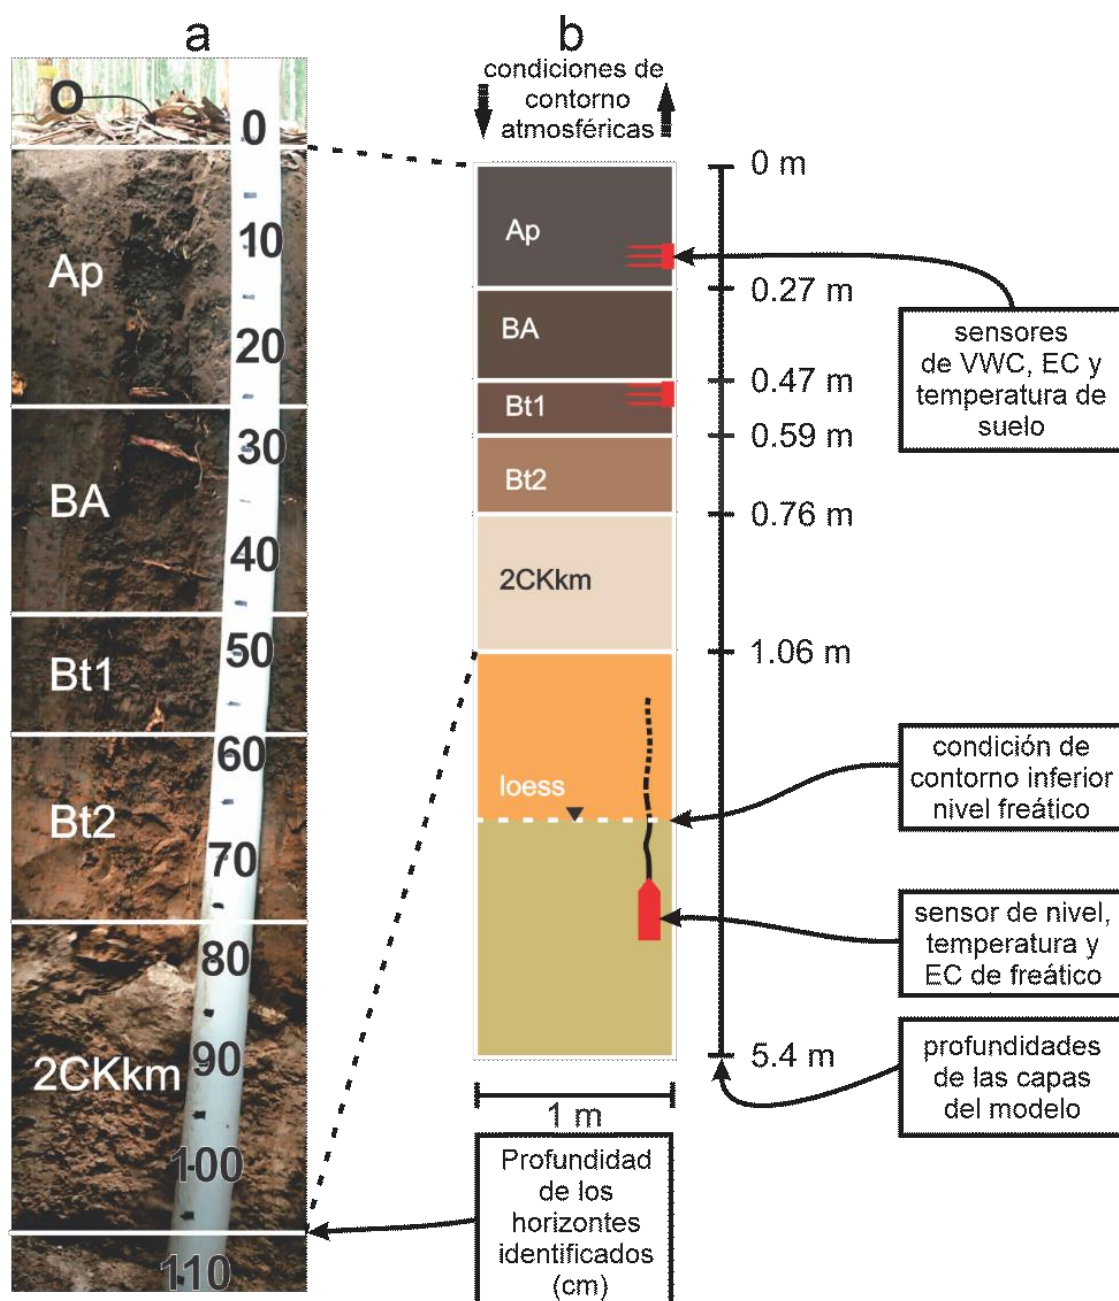 a
O
0
10
Ap
20
30
BA
40
50
Bt1
60
Bt2
70
80
90
2CKkm
100
110
b
condiciones de
contorno
atmosféricas
Ap
BA
Bt1
Bt2
2CKkm
loess
0 m
0.27 m
0.47 m
0.59 m
0.76 m
1.06 m
5.4 m
1 m
sensores
de VWC, EC y
temperatura de
suelo
condición de
contorno inferior
nivel freático
sensor de nivel,
temperatura y
EC de freático
profundidades
de las capas
del modelo
Profundidad
de los
horizontes
identificados
(cm)